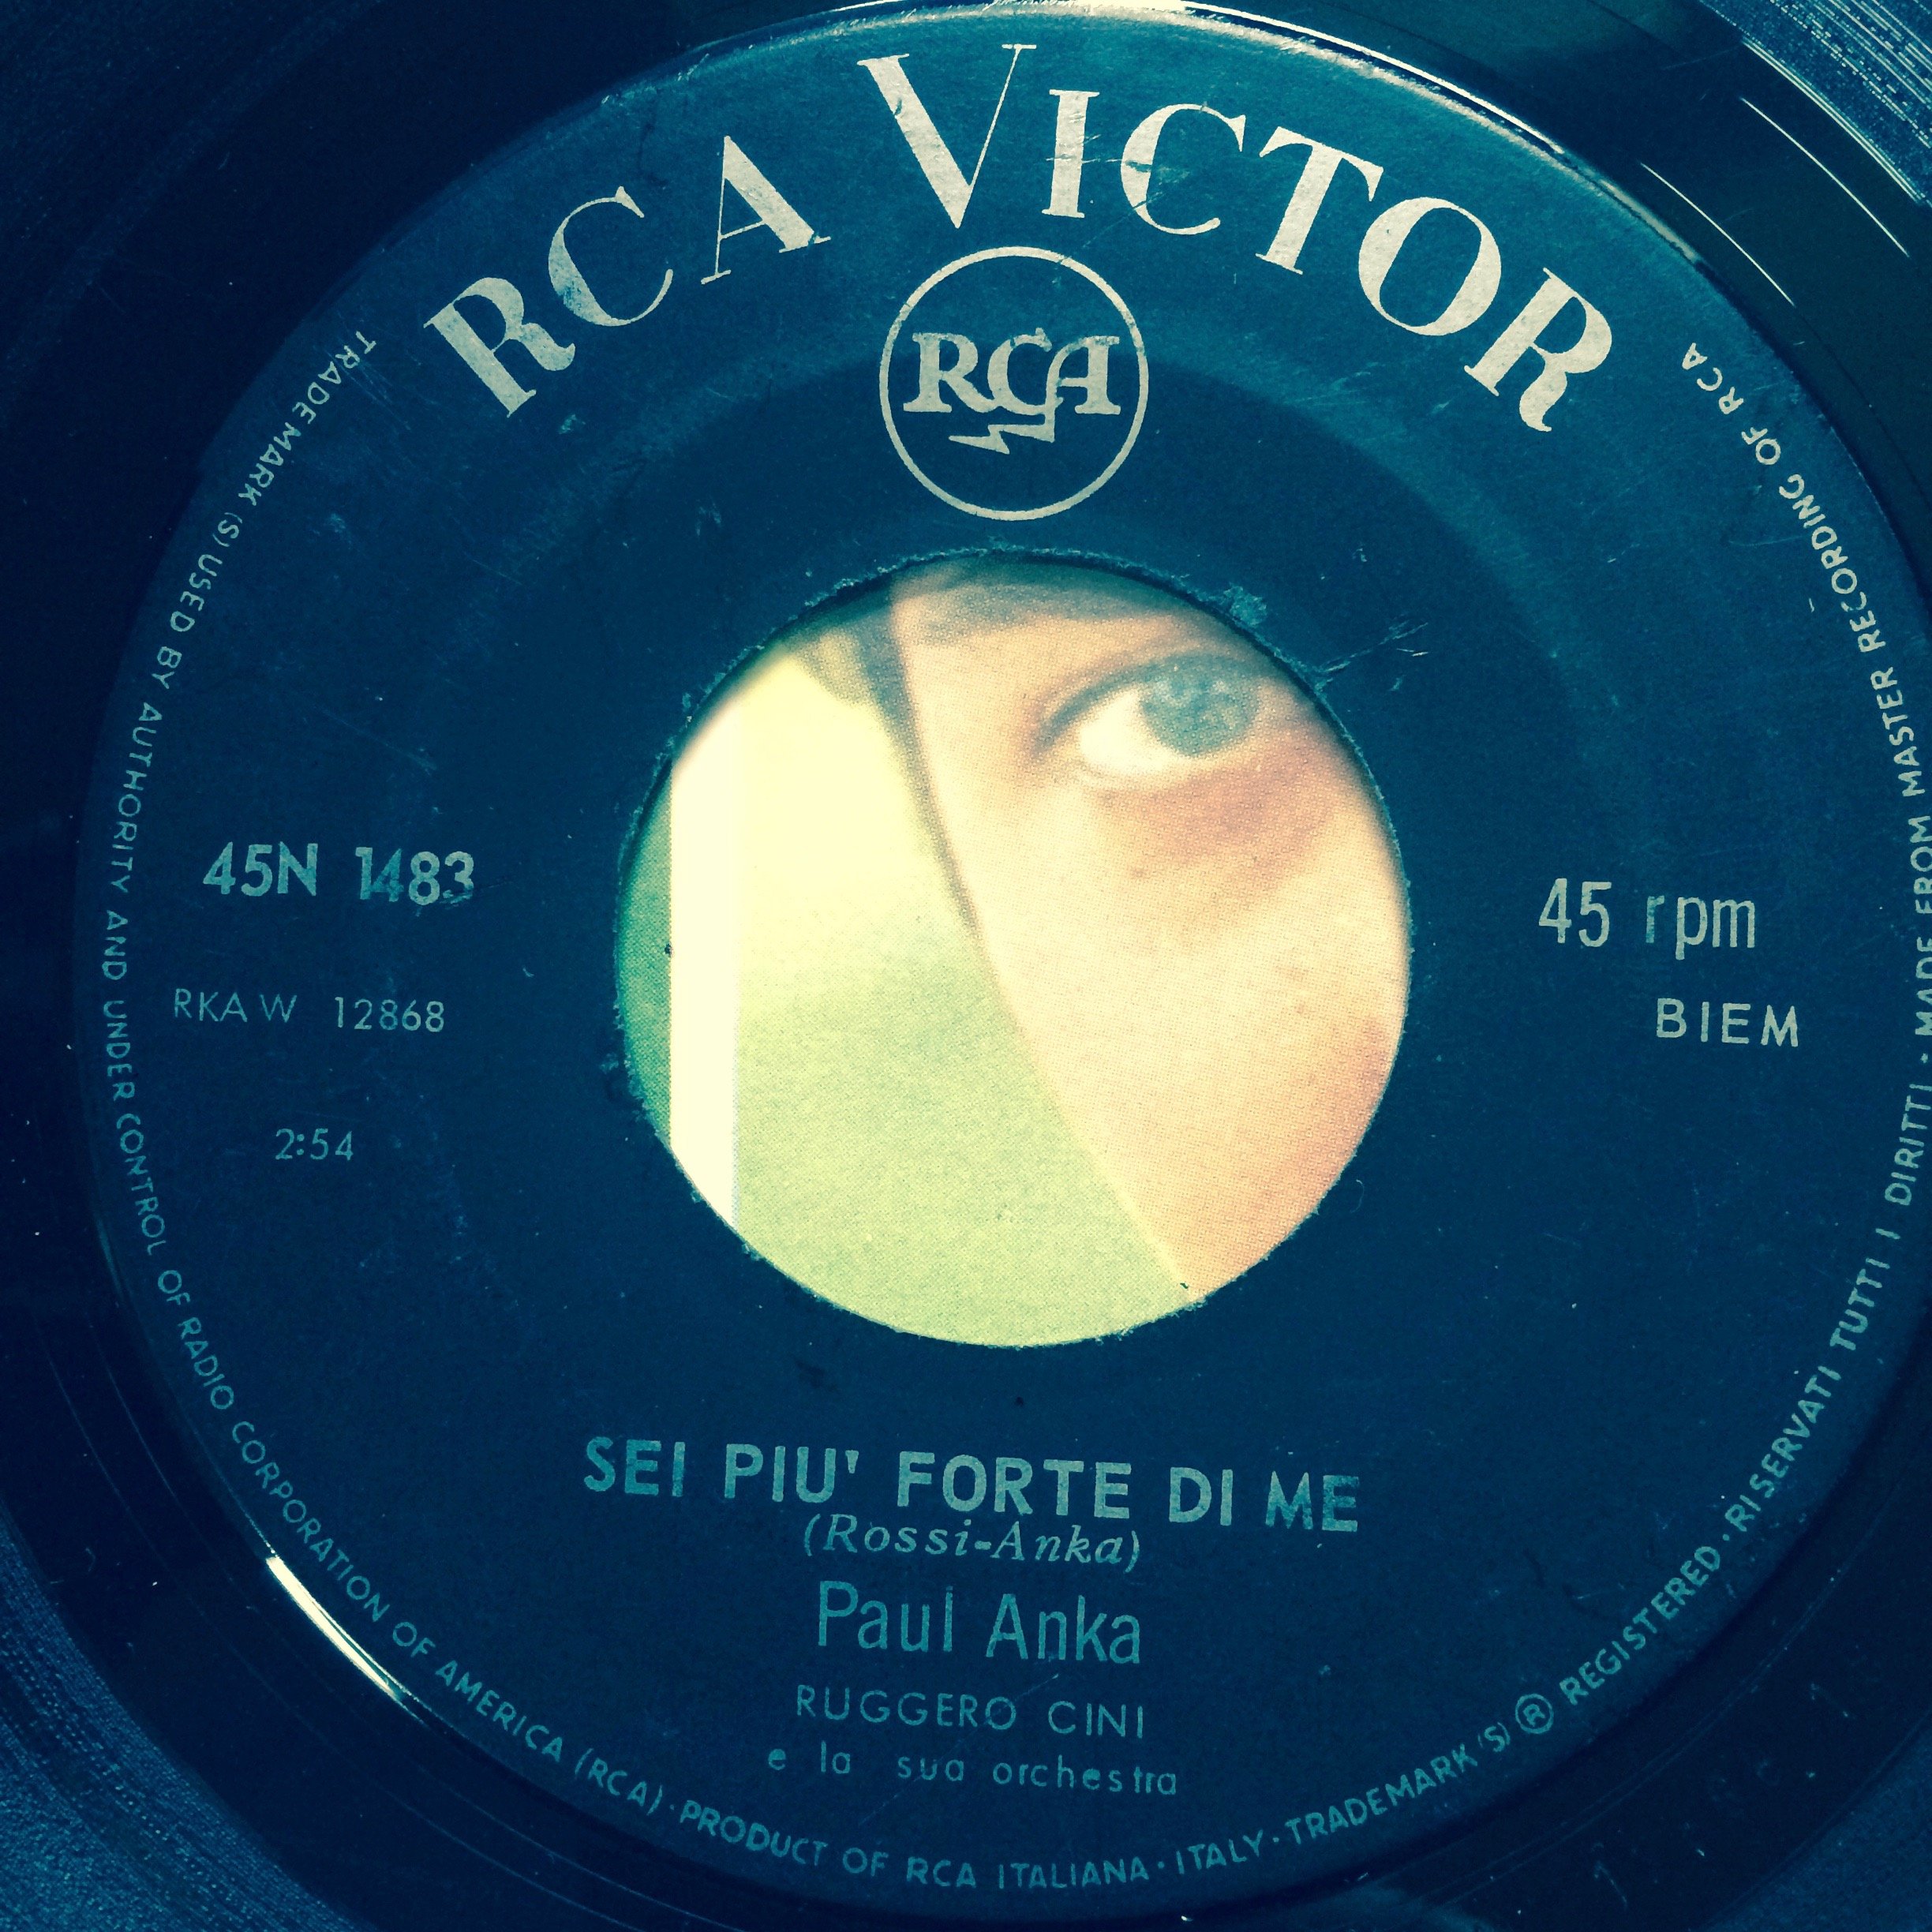 RCA VICTOR
RCA
TRADEMARK (S) USED BY AUTHORITY AND UNDER CONTROL OF RADIO CORPORATION OF AMERICA (RCA) · PRODUCT OF RCA ITALIANA · ITALY · TRADEMARK (S) ® REGISTERED · RISERVATI TUTTI I DIRITTI · MADE FROM MASTER RECORDING OF RCA
45N 1483
45 rpm
RKAW 12868
BIEM
2:54
SEI PIU' FORTE DI ME
(Rossi-Anka)
Paul Anka
RUGGERO CINI
e la sua orchestra